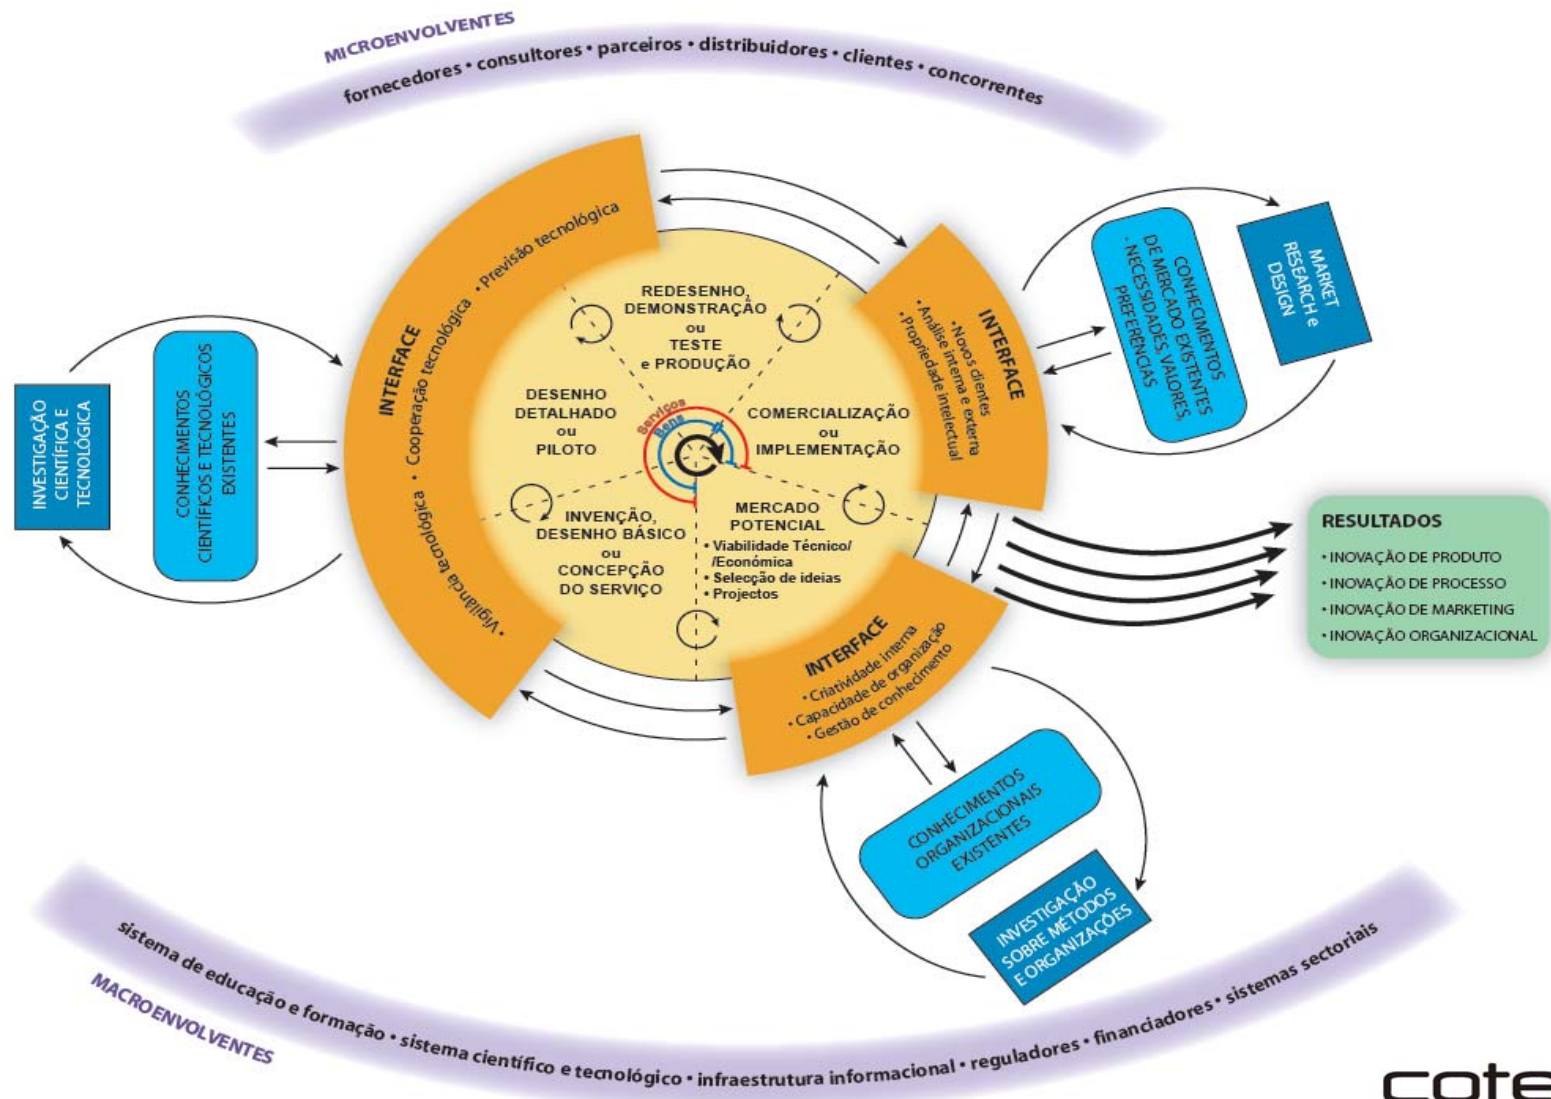 MICROENVOLVENTES
fornecedores • consultores • parceiros • distribuidores • clientes • concorrentes
INTERFACE
• Vigilância tecnológica • Cooperação tecnológica • Previsão tecnológica
INVESTIGAÇÃO
CIENTÍFICA E
TECNOLÓGICA
CONHECIMENTOS
CIENTÍFICOS E TECNOLÓGICOS
EXISTENTES
REDESENHO,
DEMONSTRAÇÃO
ou
TESTE
e PRODUÇÃO
DESENHO
DETALHADO
ou
PILOTO
Serviços
Bens
COMERCIALIZAÇÃO
ou
IMPLEMENTAÇÃO
INVENÇÃO,
DESENHO BÁSICO
ou
CONCEPÇÃO
DO SERVIÇO
MERCADO
POTENCIAL
• Viabilidade Técnico/
/Económica
• Selecção de ideias
• Projectos
INTERFACE
• Novos clientes
• Análise interna e externa
• Propriedade intelectual
CONHECIMENTOS
DE MERCADO EXISTENTES
• NECESSIDADES, VALORES,
PREFERÊNCIAS
MARKET
RESEARCH e
DESIGN
RESULTADOS
• INOVAÇÃO DE PRODUTO
• INOVAÇÃO DE PROCESSO
• INOVAÇÃO DE MARKETING
• INOVAÇÃO ORGANIZACIONAL
INTERFACE
• Criatividade interna
• Capacidade de organização
• Gestão de conhecimento
CONHECIMENTOS
ORGANIZACIONAIS
EXISTENTES
INVESTIGAÇÃO
SOBRE MÉTODOS
E ORGANIZAÇÕES
sistema de educação e formação • sistema científico e tecnológico • infraestrutura informacional • reguladores • financiadores • sistemas sectoriais
MACROENVOLVENTES
cote